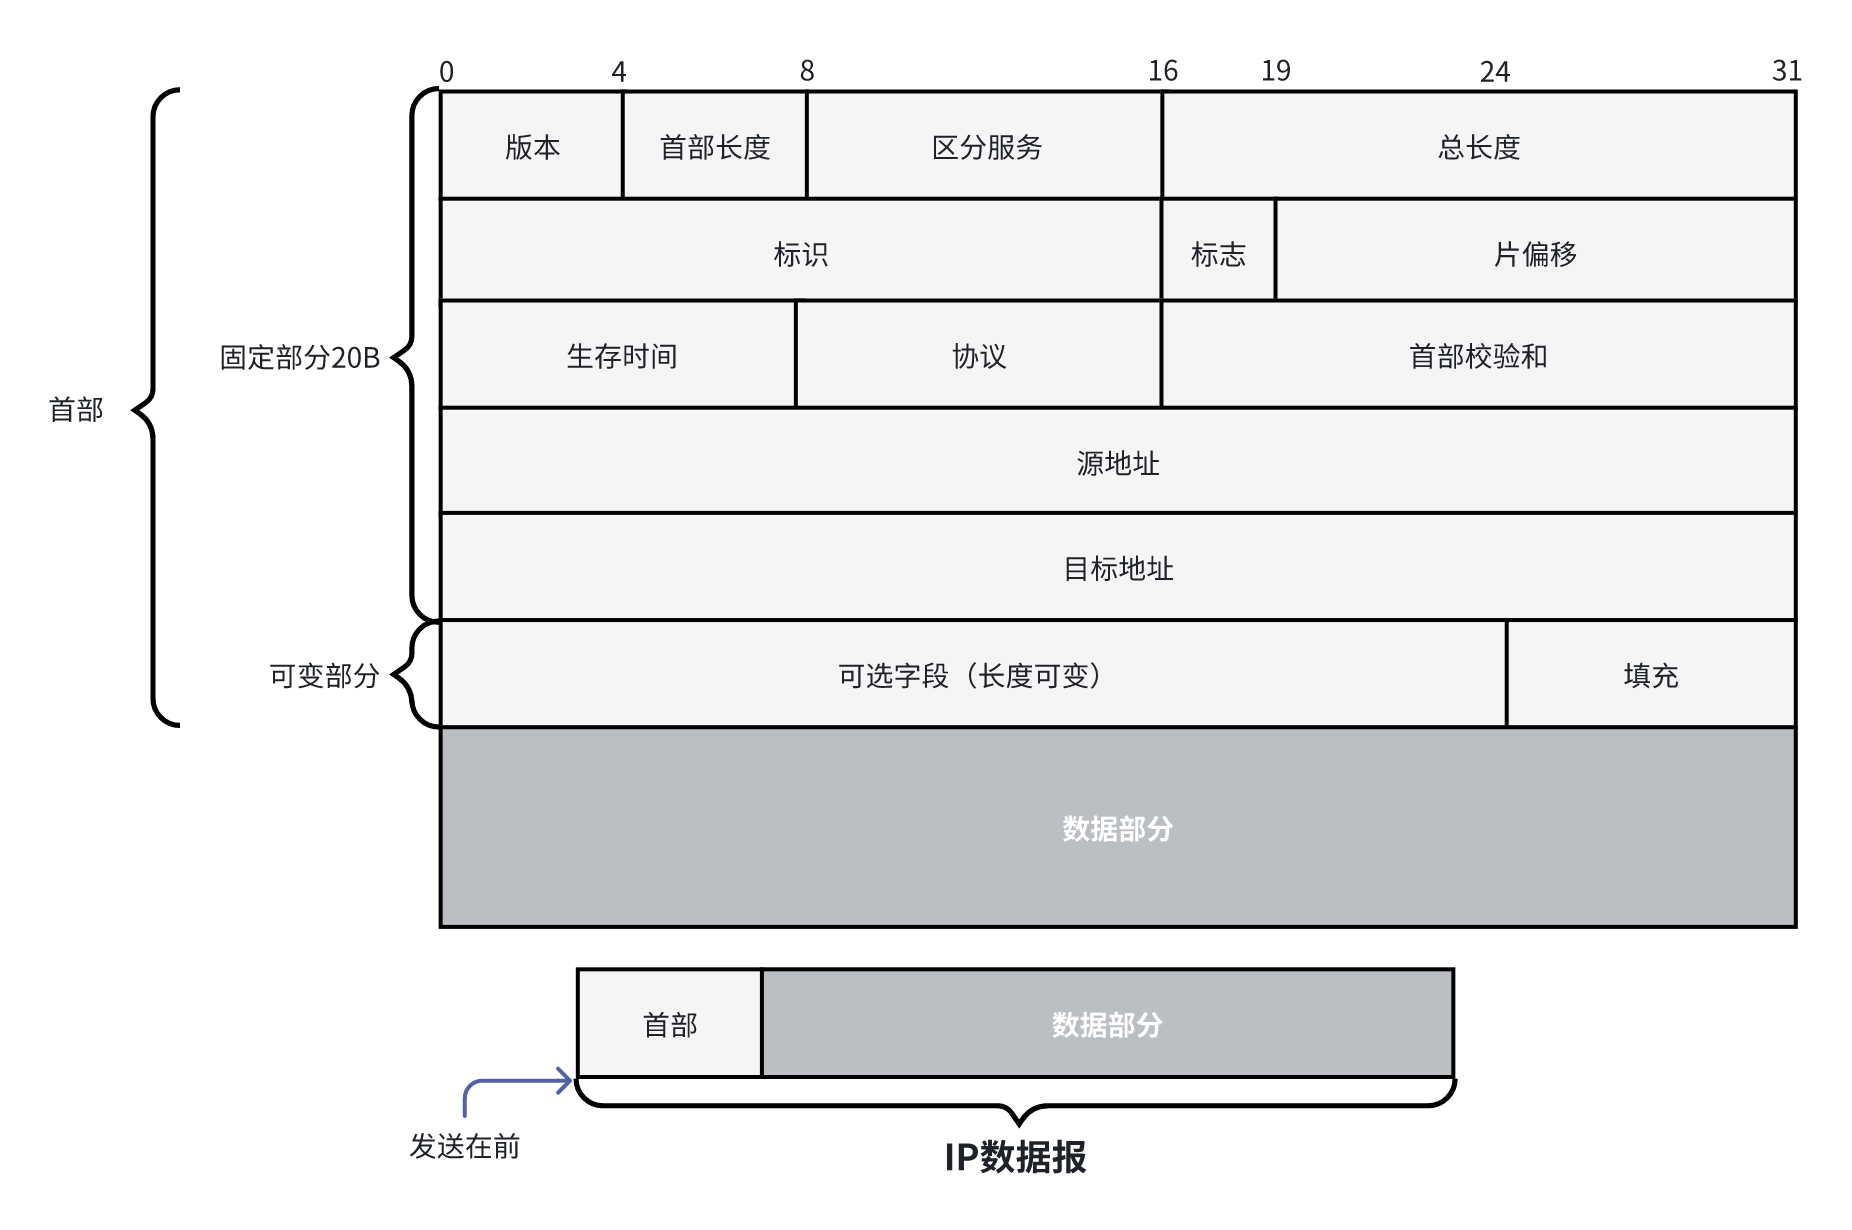 0 4 8 16 19 24 31
版本 首部长度 区分服务 总长度
标识 标志 片偏移
固定部分20B 生存时间 协议 首部校验和
首部
源地址
目标地址
可变部分 可选字段（长度可变） 填充
数据部分
首部 数据部分
发送在前
IP数据报